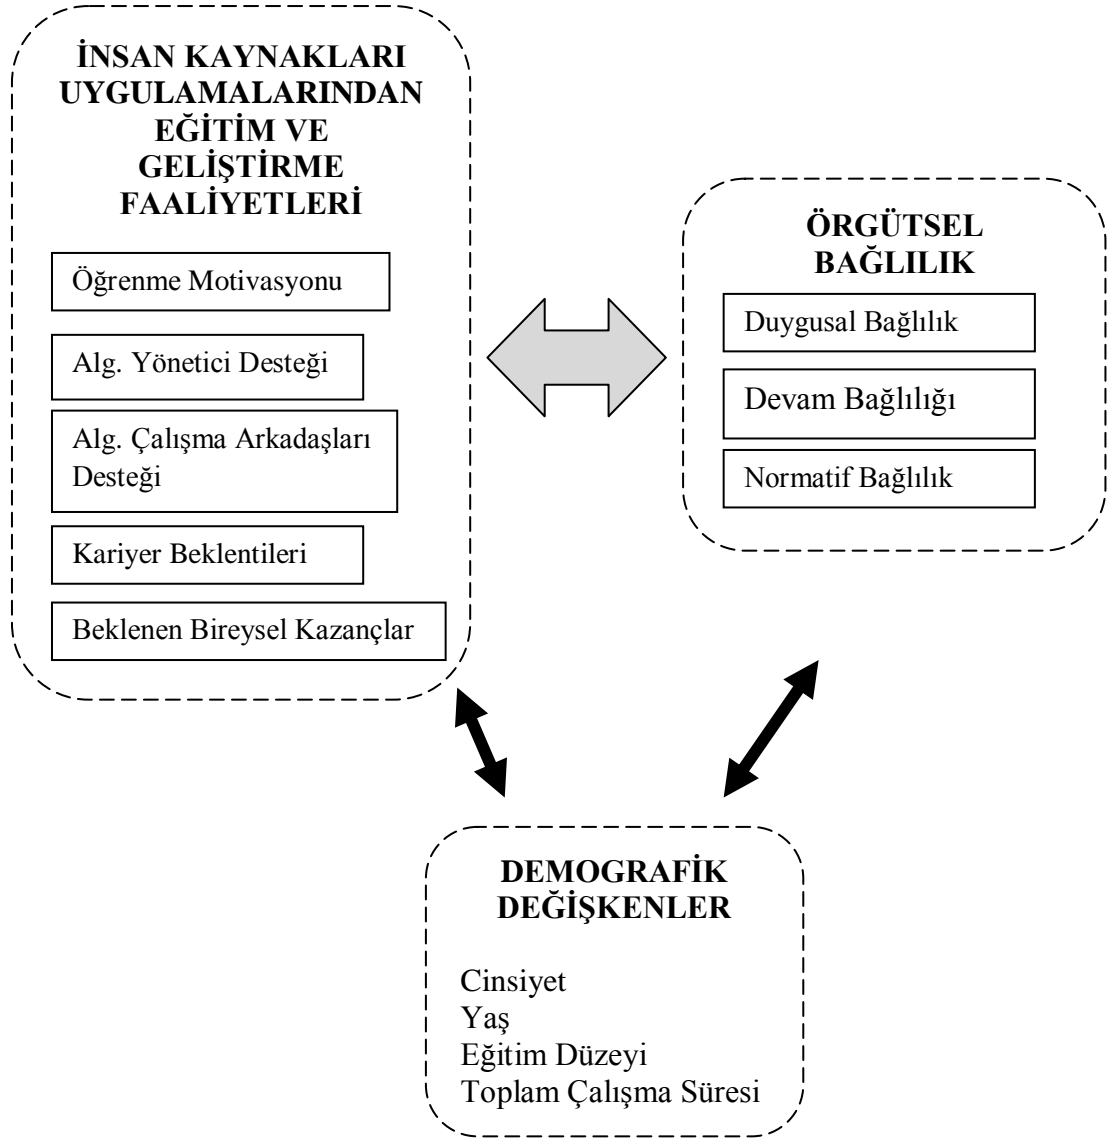 İNSAN KAYNAKLARI
UYGULAMALARINDAN
EĞİTİM VE
GELİŞTİRME
FAALİYETLERİ
Öğrenme Motivasyonu
Alg. Yönetici Desteği
Alg. Çalışma Arkadaşları
Desteği
Kariyer Beklentileri
Beklenen Bireysel Kazançlar
ÖRGÜTSEL
BAĞLILIK
Duygusal Bağlılık
Devam Bağlılığı
Normatif Bağlılık
DEMOGRAFİK
DEĞİŞKENLER
Cinsiyet
Yaş
Eğitim Düzeyi
Toplam Çalışma Süresi